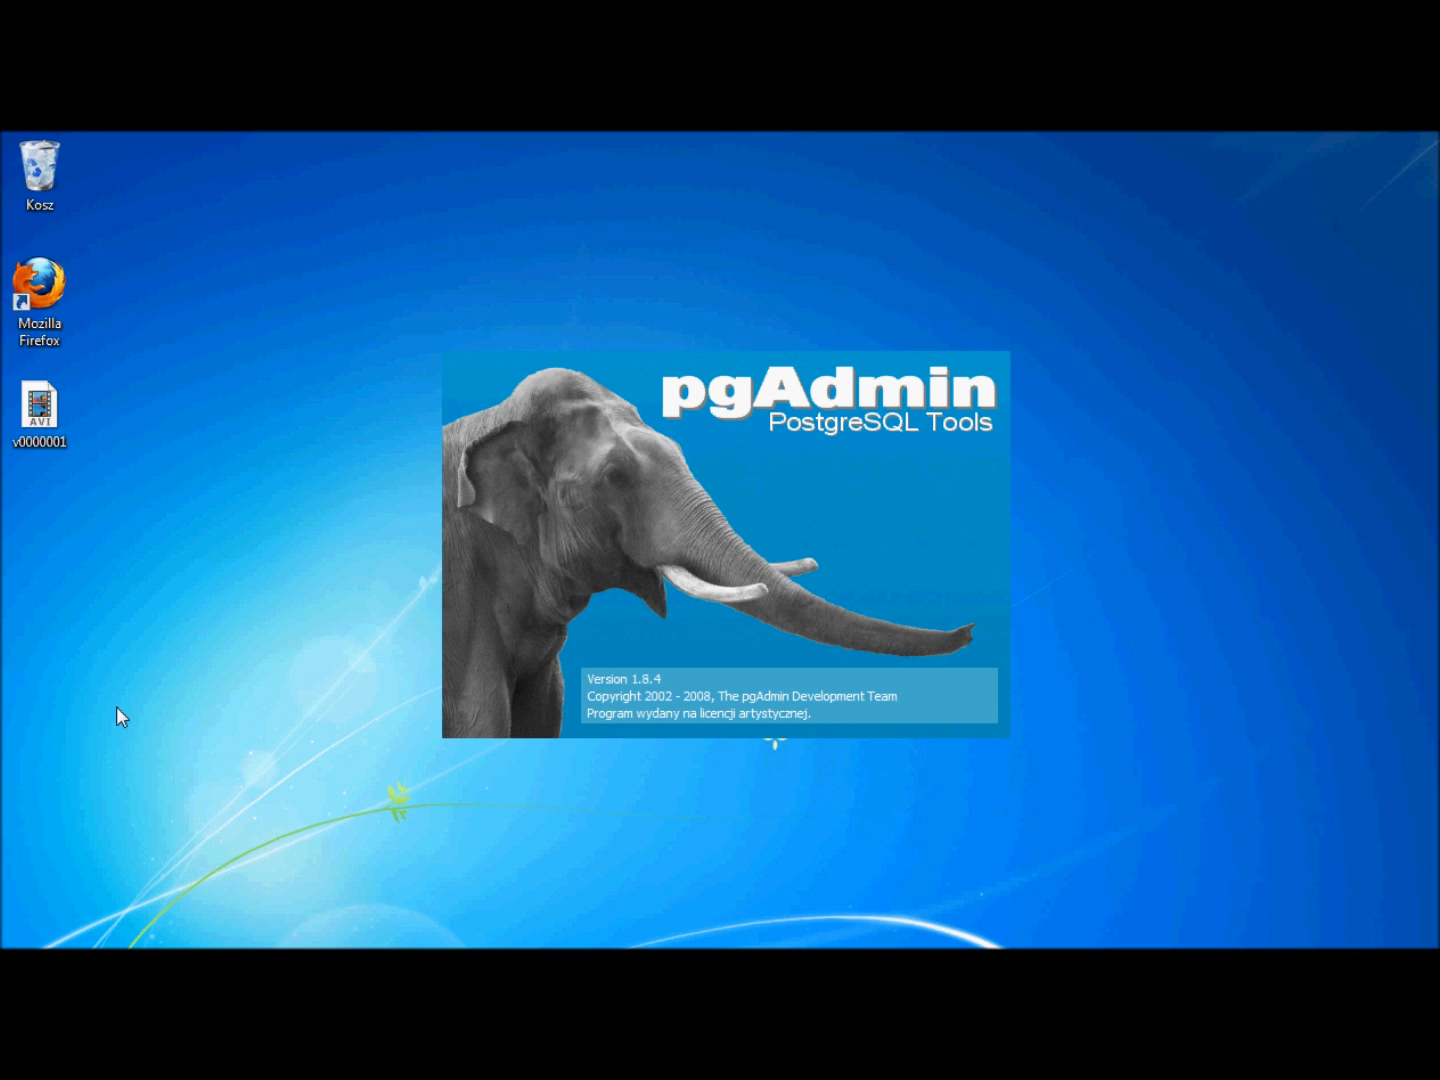 Kosz
Mozilla
Firefox
AVI
v0000001
pgAdmin
PostgreSQL Tools
Version 1.8.4
Copyright 2002 - 2008, The pgAdmin Development Team
Program wydany na licencji artystycznej.